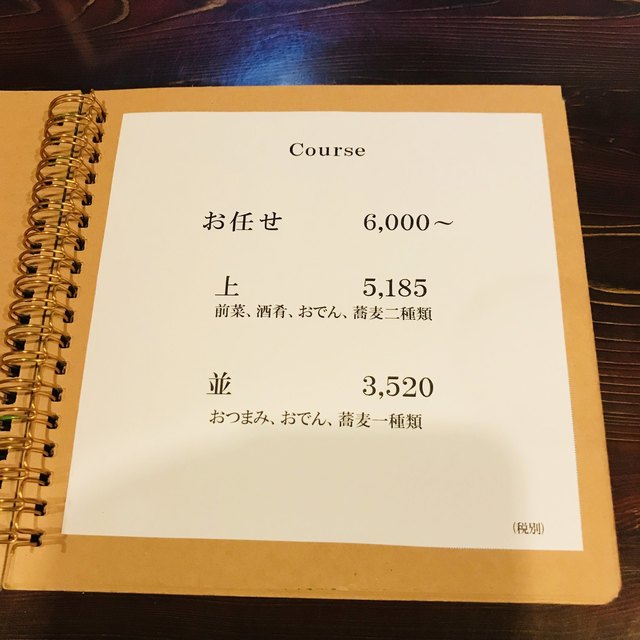 Course
お任せ 6,000～
上 5,185
前菜、酒肴、おでん、蕎麦二種類
並 3,520
おつまみ、おでん、蕎麦一種類
(税別)